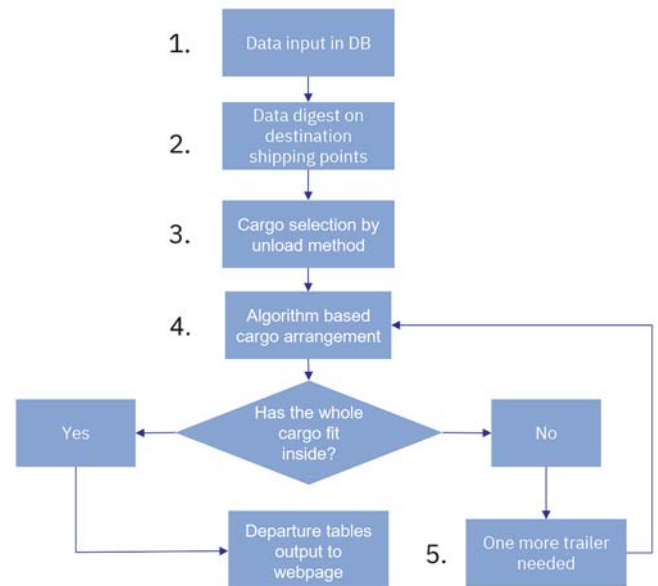 1.
Data input in DB
2.
Data digest on
destination
shipping points
3.
Cargo selection by
unload method
4.
Algorithm based
cargo arrangement
Has the whole
cargo fit
inside?
Yes
No
Departure tables
output to
webpage
5.
One more trailer
needed